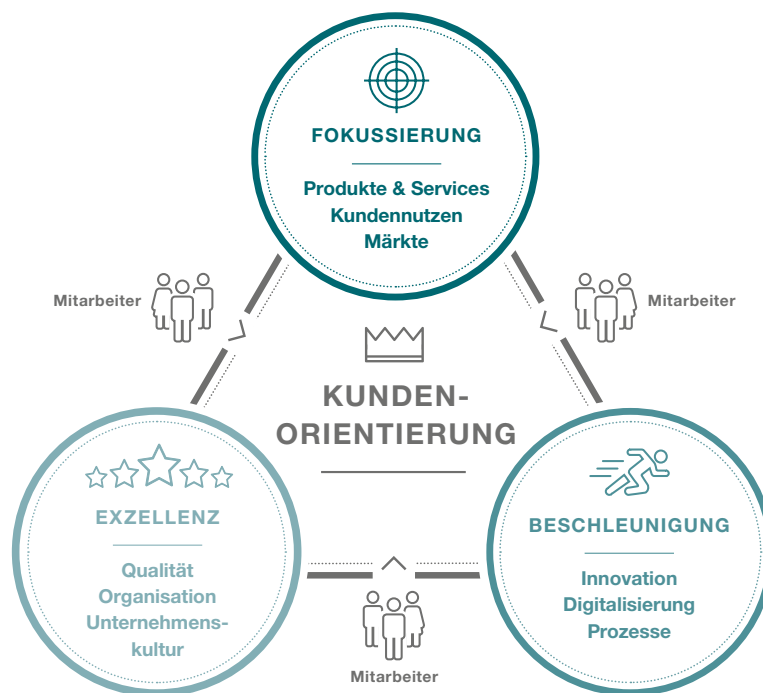 FOKUSSIERUNG
Produkte & Services
Kundennutzen
Märkte
Mitarbeiter
Mitarbeiter
KUNDEN-
ORIENTIERUNG
EXZELLENZ
Qualität
Organisation
Unternehmens-
kultur
BESCHLEUNIGUNG
Innovation
Digitalisierung
Prozesse
Mitarbeiter